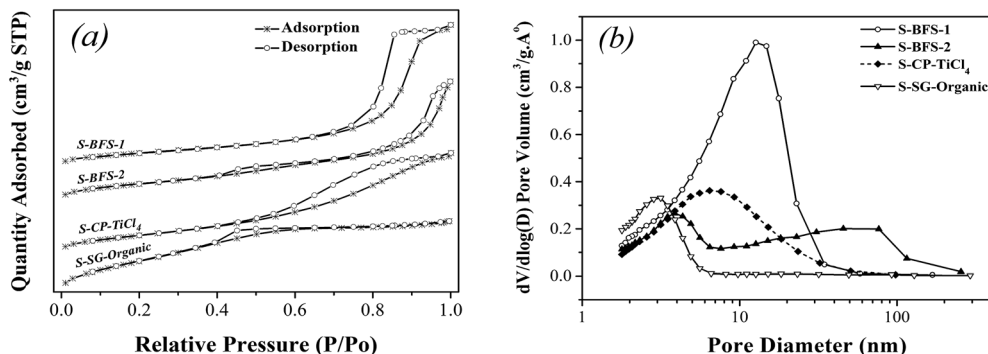 (a)
Adsorption
Desorption
Quantity Adsorbed (cm³/g STP)
S-BFS-1
S-BFS-2
S-CP-TiCl₄
S-SG-Organic
0.0 0.2 0.4 0.6 0.8 1.0
Relative Pressure (P/Po)
(b)
S-BFS-1
S-BFS-2
S-CP-TiCl₄
S-SG-Organic
dV/dlog(D) Pore Volume (cm³/g.A°)
1.0
0.8
0.6
0.4
0.2
0.0
1 10 100
Pore Diameter (nm)